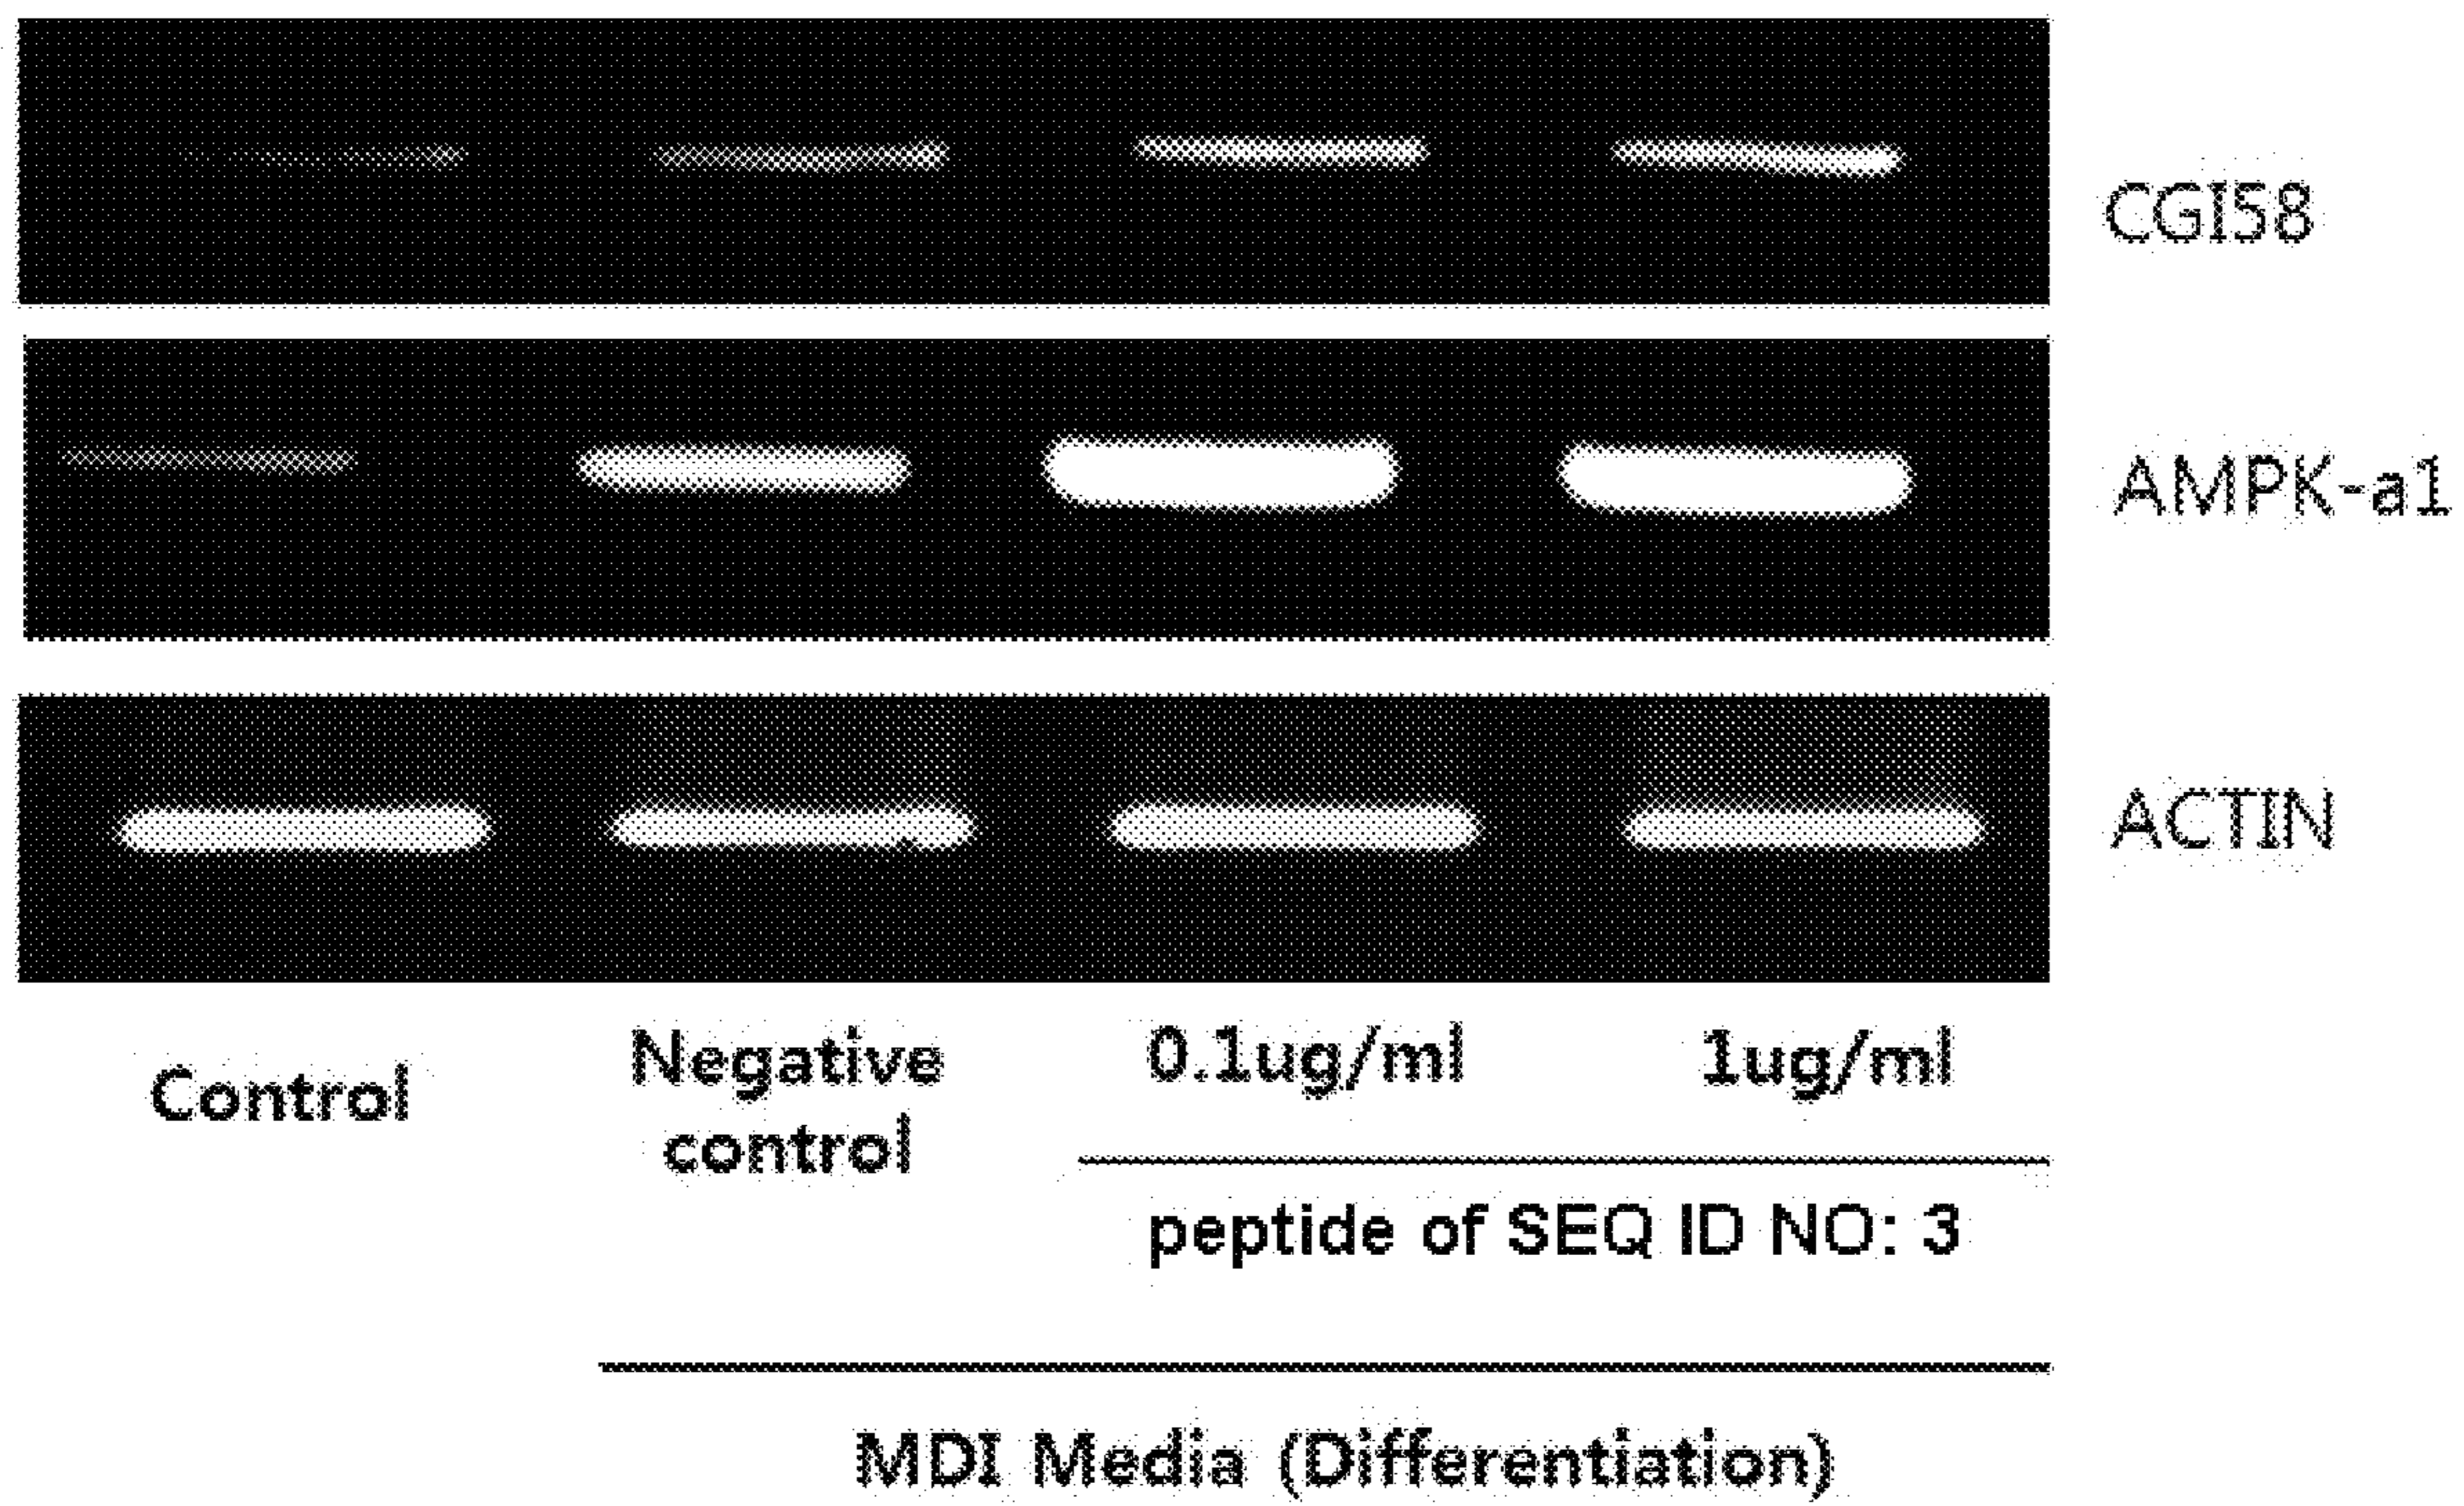 CGI58
AMPK-a1
ACTIN
Control
Negative
control
0.1ug/ml
1ug/ml
peptide of SEQ ID NO: 3
MDI Media (Differentiation)